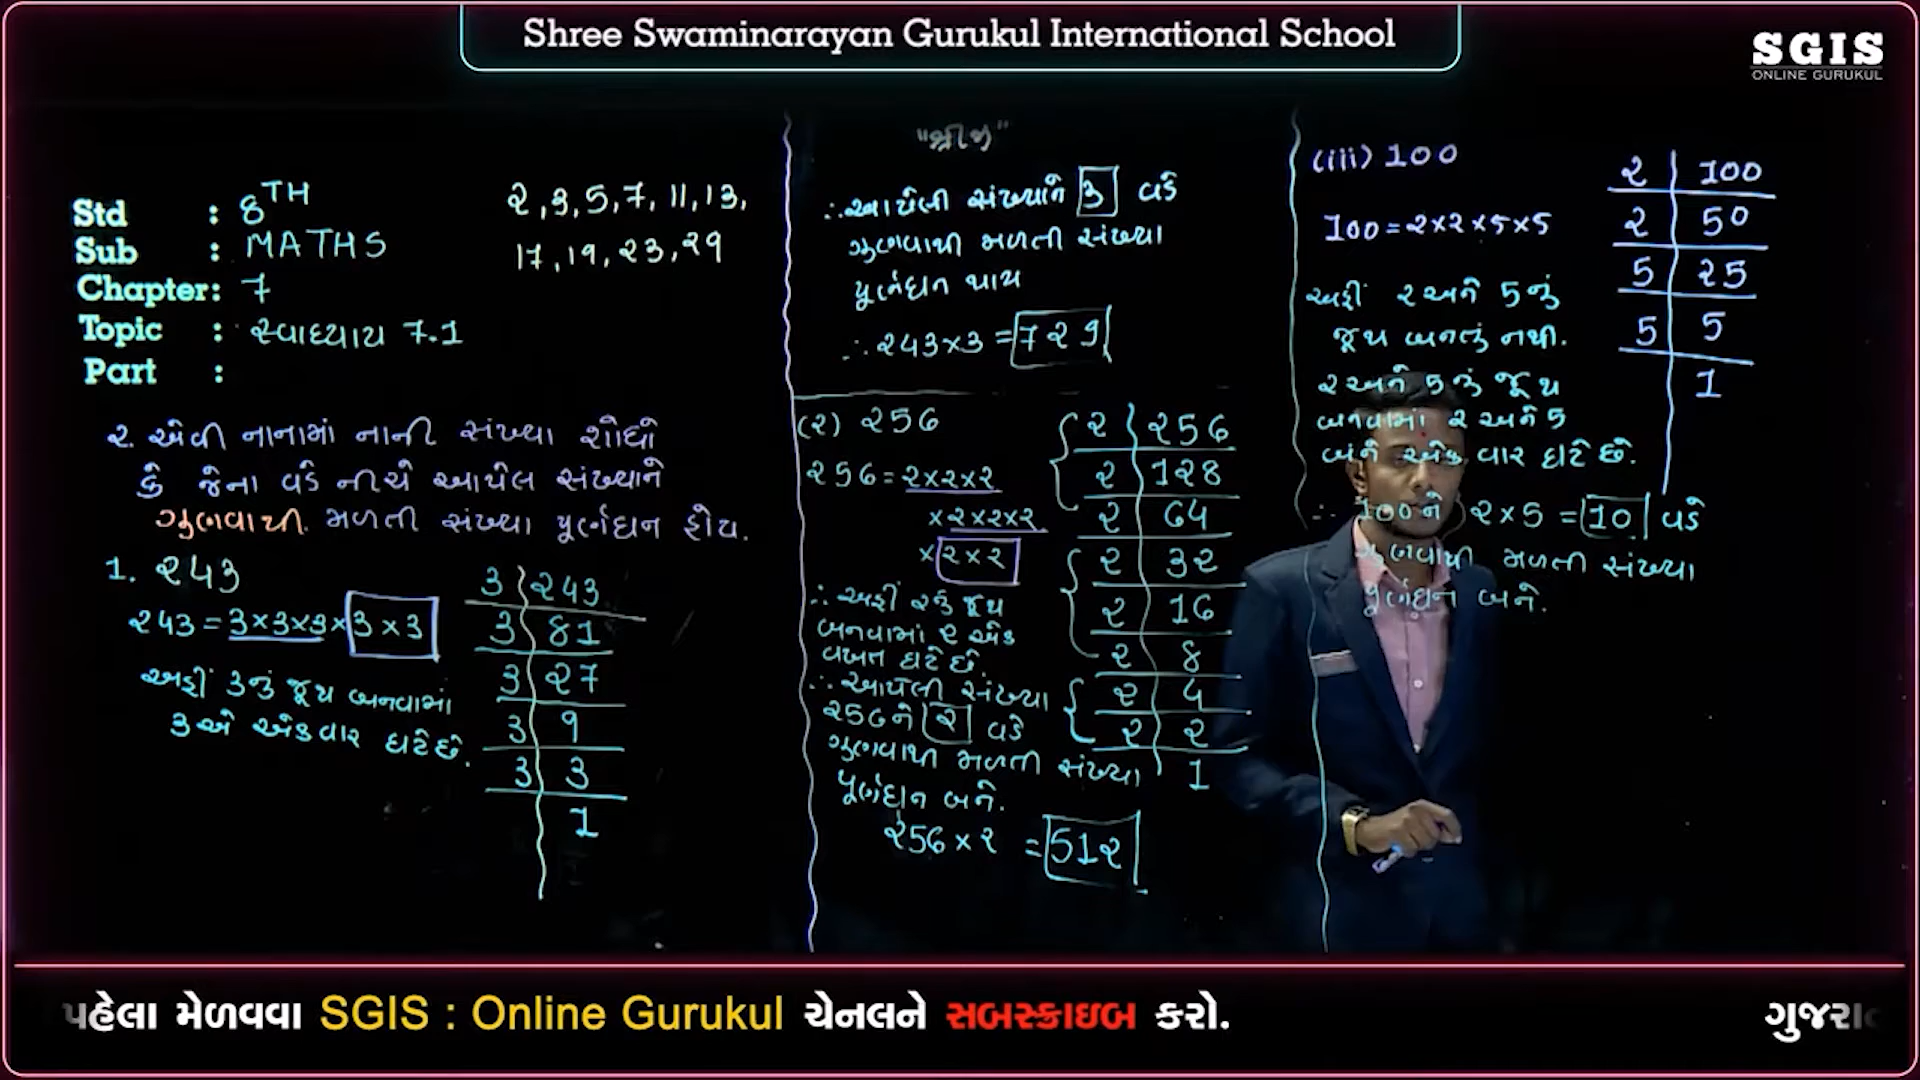 Shree Swaminarayan Gurukul International School
SGIS
ONLINE GURUKUL
Std : 8TH
Sub : MATHS
Chapter : 7
Topic : સ્વાધ્યાય 7.1
Part :
૨,3,5,7,11,13,
17,19,૨3,૨9
૨. એવી નાનામાં નાની સંખ્યા શોધો
કે જેના વડે નીચે આપેલ સંખ્યાને
ગુણવાથી મળતી સંખ્યા પૂર્ણઘન હોય.
1. ૨43
૨43 = 3×3×3×3×3
અહીં 3નું જૂથ બનવામાં
3 એ એકવાર ઘટે છે.
3 ૨43
3 81
3 ૨7
3 9
3 3
1
"શ્રીજી"
∴ આપેલી સંખ્યાને 3 વડે
ગુણવાથી મળતી સંખ્યા
પૂર્ણઘન થાય
∴ ૨43×3 = 7૨9
(૨) ૨56
૨56 = ૨×૨×૨
×૨×૨×૨
×૨×૨
∴ અહીં ૨નું જૂથ
બનવામાં ૨ એક
વખત ઘટે છે.
∴ આપેલી સંખ્યા
૨56ને ૨ વડે
ગુણવાથી મળતી સંખ્યા
પૂર્ણઘન બને.
૨56×૨ = 51૨
૨ ૨56
૨ 1૨8
૨ 64
૨ 3૨
૨ 16
૨ 8
૨ 4
૨ ૨
1
(iii) 100
100 = ૨×૨×5×5
અહીં ૨ અને 5નું
જૂથ બનતું નથી.
૨ અને 5નું જૂથ
બનવામાં ૨ અને 5
બંને એક વાર ઘટે છે.
∴ 100ને ૨×5 = 10 વડે
ગુણવાથી મળતી સંખ્યા
પૂર્ણઘન બને.
૨ 100
૨ 50
5 ૨5
5 5
1
પહેલા મેળવવા SGIS : Online Gurukul ચેનલને સબસ્ક્રાઇબ કરો.